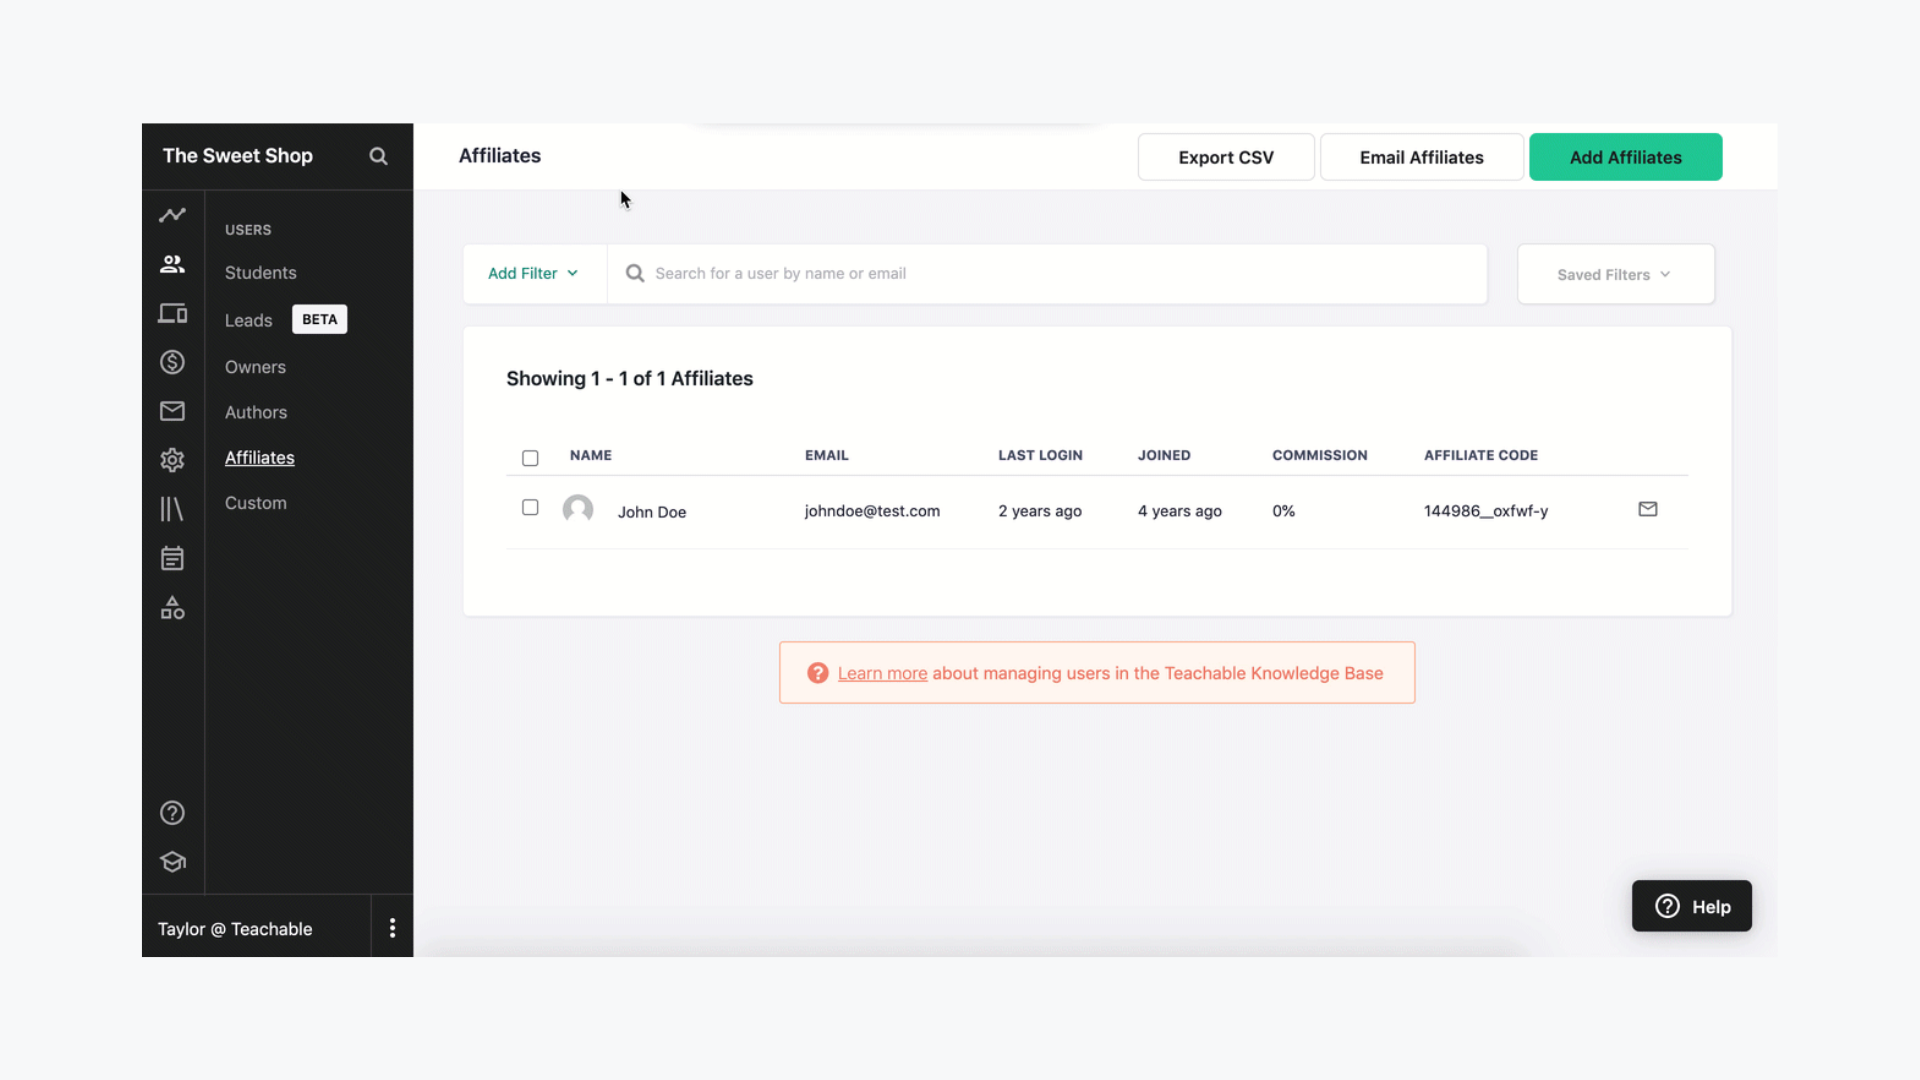 The Sweet Shop
Affiliates
Export CSV
Email Affiliates
Add Affiliates
USERS
Students
Leads BETA
Owners
Authors
Affiliates
Custom
Taylor @ Teachable
Add Filter
Search for a user by name or email
Saved Filters
Showing 1 - 1 of 1 Affiliates
NAME EMAIL LAST LOGIN JOINED COMMISSION AFFILIATE CODE
John Doe johndoe@test.com 2 years ago 4 years ago 0% 144986__oxfwf-y
Learn more about managing users in the Teachable Knowledge Base
Help